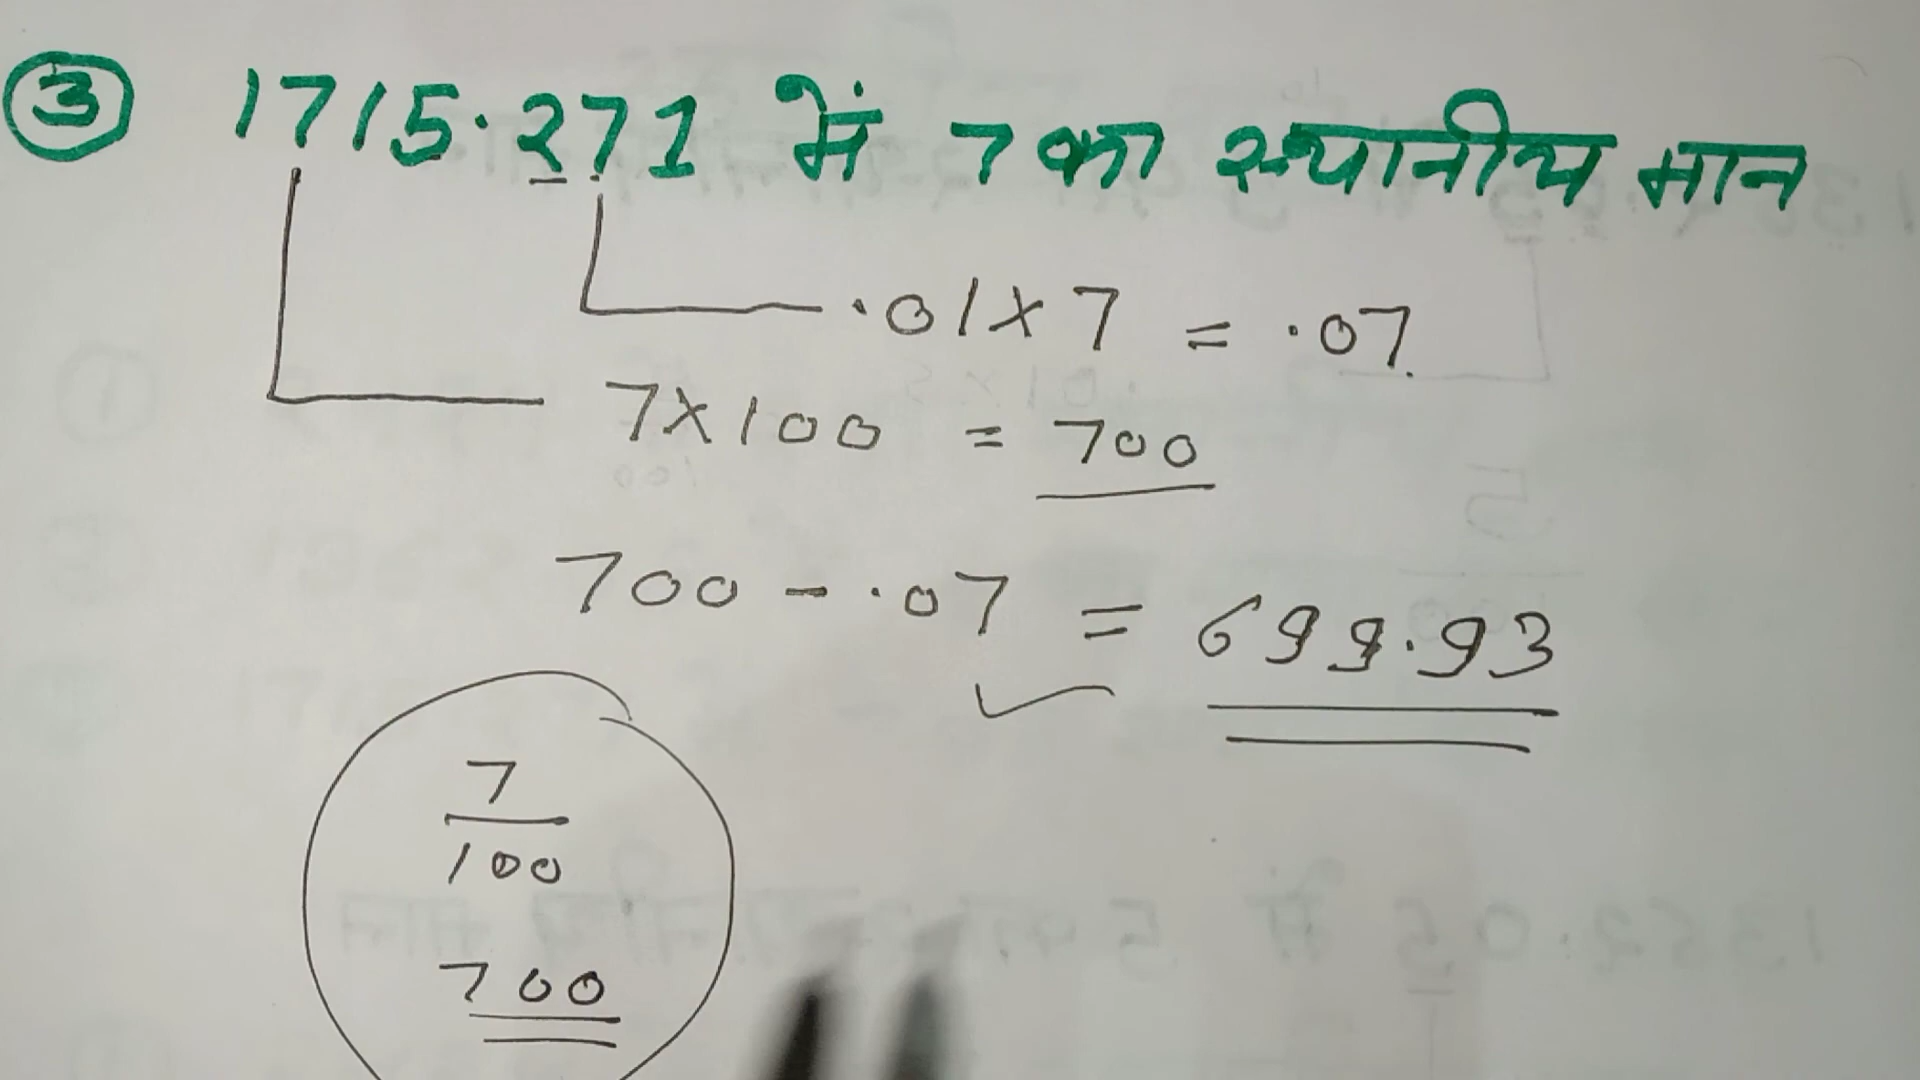 ③ 1715.271 में 7 का स्थानीय मान
.01 x 7 = .07
7 x 100 = 700
700 - .07 = 699.93
7
100
700